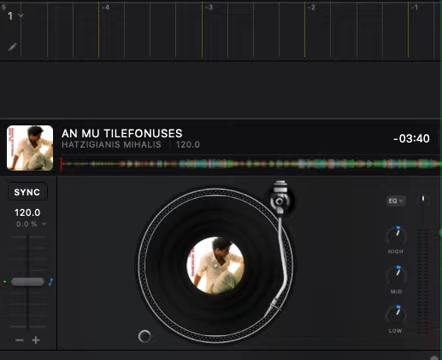 -5 -4 -3 -2 -1
1
AN MU TILEFONUSES
HATZIGIANIS MIHALIS 120.0
-03:40
SYNC
120.0
0.0 %
EQ
HIGH
MID
LOW